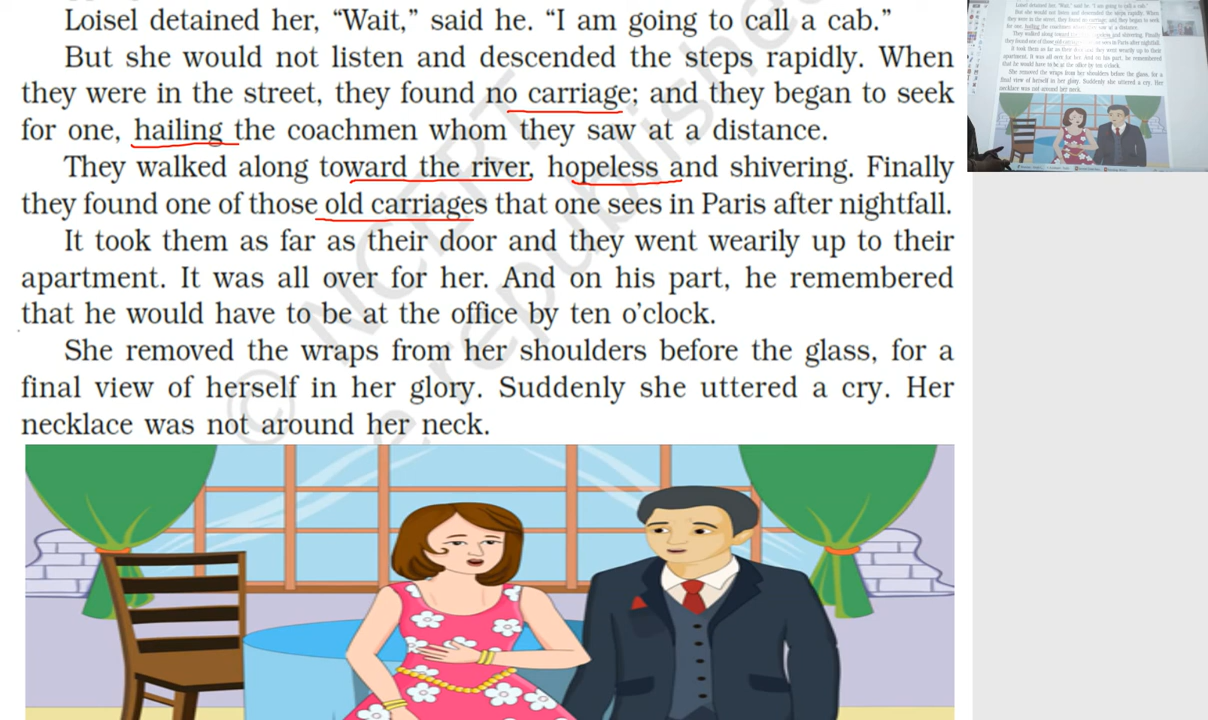 Loisel detained her, “Wait,” said he. “I am going to call a cab.”
But she would not listen and descended the steps rapidly. When
they were in the street, they found no carriage; and they began to seek
for one, hailing the coachmen whom they saw at a distance.
They walked along toward the river, hopeless and shivering. Finally
they found one of those old carriages that one sees in Paris after nightfall.
It took them as far as their door and they went wearily up to their
apartment. It was all over for her. And on his part, he remembered
that he would have to be at the office by ten o’clock.
She removed the wraps from her shoulders before the glass, for a
final view of herself in her glory. Suddenly she uttered a cry. Her
necklace was not around her neck.
© NCERT
republished